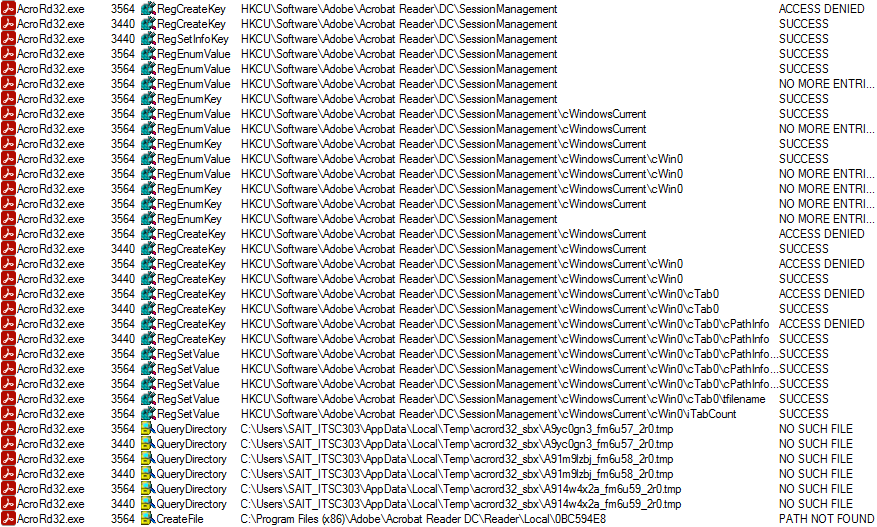 AcroRd32.exe 3564 RegCreateKey HKCU\Software\Adobe\Acrobat Reader\DC\SessionManagement ACCESS DENIED
AcroRd32.exe 3440 RegCreateKey HKCU\Software\Adobe\Acrobat Reader\DC\SessionManagement SUCCESS
AcroRd32.exe 3564 RegSetInfoKey HKCU\Software\Adobe\Acrobat Reader\DC\SessionManagement SUCCESS
AcroRd32.exe 3564 RegEnumValue HKCU\Software\Adobe\Acrobat Reader\DC\SessionManagement SUCCESS
AcroRd32.exe 3564 RegEnumValue HKCU\Software\Adobe\Acrobat Reader\DC\SessionManagement SUCCESS
AcroRd32.exe 3564 RegEnumValue HKCU\Software\Adobe\Acrobat Reader\DC\SessionManagement NO MORE ENTRI...
AcroRd32.exe 3564 RegEnumKey HKCU\Software\Adobe\Acrobat Reader\DC\SessionManagement SUCCESS
AcroRd32.exe 3564 RegEnumValue HKCU\Software\Adobe\Acrobat Reader\DC\SessionManagement\cWindowsCurrent SUCCESS
AcroRd32.exe 3564 RegEnumValue HKCU\Software\Adobe\Acrobat Reader\DC\SessionManagement\cWindowsCurrent NO MORE ENTRI...
AcroRd32.exe 3564 RegEnumKey HKCU\Software\Adobe\Acrobat Reader\DC\SessionManagement\cWindowsCurrent SUCCESS
AcroRd32.exe 3564 RegEnumValue HKCU\Software\Adobe\Acrobat Reader\DC\SessionManagement\cWindowsCurrent\cWin0 SUCCESS
AcroRd32.exe 3564 RegEnumValue HKCU\Software\Adobe\Acrobat Reader\DC\SessionManagement\cWindowsCurrent\cWin0 NO MORE ENTRI...
AcroRd32.exe 3564 RegEnumKey HKCU\Software\Adobe\Acrobat Reader\DC\SessionManagement\cWindowsCurrent\cWin0 NO MORE ENTRI...
AcroRd32.exe 3564 RegEnumKey HKCU\Software\Adobe\Acrobat Reader\DC\SessionManagement\cWindowsCurrent NO MORE ENTRI...
AcroRd32.exe 3564 RegEnumKey HKCU\Software\Adobe\Acrobat Reader\DC\SessionManagement NO MORE ENTRI...
AcroRd32.exe 3564 RegCreateKey HKCU\Software\Adobe\Acrobat Reader\DC\SessionManagement\cWindowsCurrent ACCESS DENIED
AcroRd32.exe 3440 RegCreateKey HKCU\Software\Adobe\Acrobat Reader\DC\SessionManagement\cWindowsCurrent SUCCESS
AcroRd32.exe 3564 RegCreateKey HKCU\Software\Adobe\Acrobat Reader\DC\SessionManagement\cWindowsCurrent\cWin0 ACCESS DENIED
AcroRd32.exe 3440 RegCreateKey HKCU\Software\Adobe\Acrobat Reader\DC\SessionManagement\cWindowsCurrent\cWin0 SUCCESS
AcroRd32.exe 3564 RegCreateKey HKCU\Software\Adobe\Acrobat Reader\DC\SessionManagement\cWindowsCurrent\cWin0\cTab0 ACCESS DENIED
AcroRd32.exe 3440 RegCreateKey HKCU\Software\Adobe\Acrobat Reader\DC\SessionManagement\cWindowsCurrent\cWin0\cTab0 SUCCESS
AcroRd32.exe 3564 RegCreateKey HKCU\Software\Adobe\Acrobat Reader\DC\SessionManagement\cWindowsCurrent\cWin0\cTab0\cPathInfo ACCESS DENIED
AcroRd32.exe 3440 RegCreateKey HKCU\Software\Adobe\Acrobat Reader\DC\SessionManagement\cWindowsCurrent\cWin0\cTab0\cPathInfo SUCCESS
AcroRd32.exe 3564 RegSetValue HKCU\Software\Adobe\Acrobat Reader\DC\SessionManagement\cWindowsCurrent\cWin0\cTab0\cPathInfo... SUCCESS
AcroRd32.exe 3564 RegSetValue HKCU\Software\Adobe\Acrobat Reader\DC\SessionManagement\cWindowsCurrent\cWin0\cTab0\cPathInfo... SUCCESS
AcroRd32.exe 3564 RegSetValue HKCU\Software\Adobe\Acrobat Reader\DC\SessionManagement\cWindowsCurrent\cWin0\cTab0\cPathInfo... SUCCESS
AcroRd32.exe 3564 RegSetValue HKCU\Software\Adobe\Acrobat Reader\DC\SessionManagement\cWindowsCurrent\cWin0\cTab0\tfilename SUCCESS
AcroRd32.exe 3564 RegSetValue HKCU\Software\Adobe\Acrobat Reader\DC\SessionManagement\cWindowsCurrent\cWin0\iTabCount SUCCESS
AcroRd32.exe 3564 QueryDirectory C:\Users\SAIT_ITSC303\AppData\Local\Temp\acrord32_sbx\A9yc0gn3_fm6u57_2r0.tmp NO SUCH FILE
AcroRd32.exe 3440 QueryDirectory C:\Users\SAIT_ITSC303\AppData\Local\Temp\acrord32_sbx\A9yc0gn3_fm6u57_2r0.tmp NO SUCH FILE
AcroRd32.exe 3564 QueryDirectory C:\Users\SAIT_ITSC303\AppData\Local\Temp\acrord32_sbx\A91m9lzbj_fm6u58_2r0.tmp NO SUCH FILE
AcroRd32.exe 3440 QueryDirectory C:\Users\SAIT_ITSC303\AppData\Local\Temp\acrord32_sbx\A91m9lzbj_fm6u58_2r0.tmp NO SUCH FILE
AcroRd32.exe 3564 QueryDirectory C:\Users\SAIT_ITSC303\AppData\Local\Temp\acrord32_sbx\A914w4x2a_fm6u59_2r0.tmp NO SUCH FILE
AcroRd32.exe 3440 QueryDirectory C:\Users\SAIT_ITSC303\AppData\Local\Temp\acrord32_sbx\A914w4x2a_fm6u59_2r0.tmp NO SUCH FILE
AcroRd32.exe 3564 CreateFile C:\Program Files (x86)\Adobe\Acrobat Reader DC\Reader\Local\0BC594E8 PATH NOT FOUND